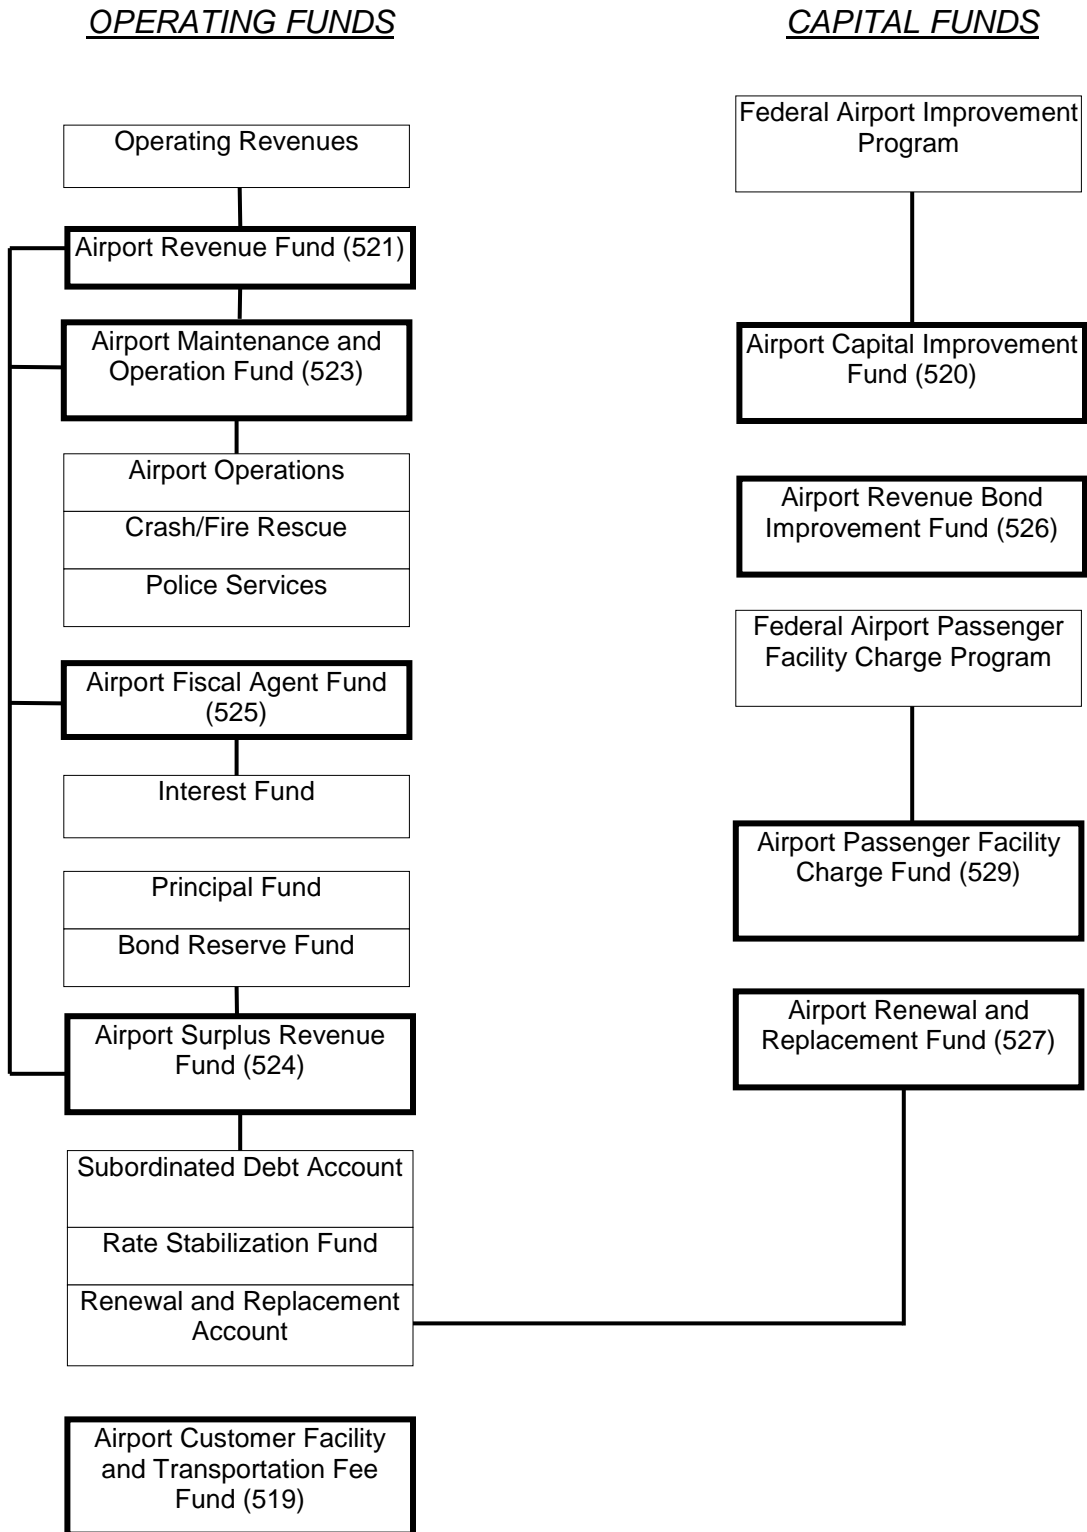 OPERATING FUNDS
CAPITAL FUNDS
Operating Revenues
Airport Revenue Fund (521)
Airport Maintenance and
Operation Fund (523)
Airport Operations
Crash/Fire Rescue
Police Services
Airport Fiscal Agent Fund
(525)
Interest Fund
Principal Fund
Bond Reserve Fund
Airport Surplus Revenue
Fund (524)
Subordinated Debt Account
Rate Stabilization Fund
Renewal and Replacement
Account
Airport Customer Facility
and Transportation Fee
Fund (519)
Federal Airport Improvement
Program
Airport Capital Improvement
Fund (520)
Airport Revenue Bond
Improvement Fund (526)
Federal Airport Passenger
Facility Charge Program
Airport Passenger Facility
Charge Fund (529)
Airport Renewal and
Replacement Fund (527)